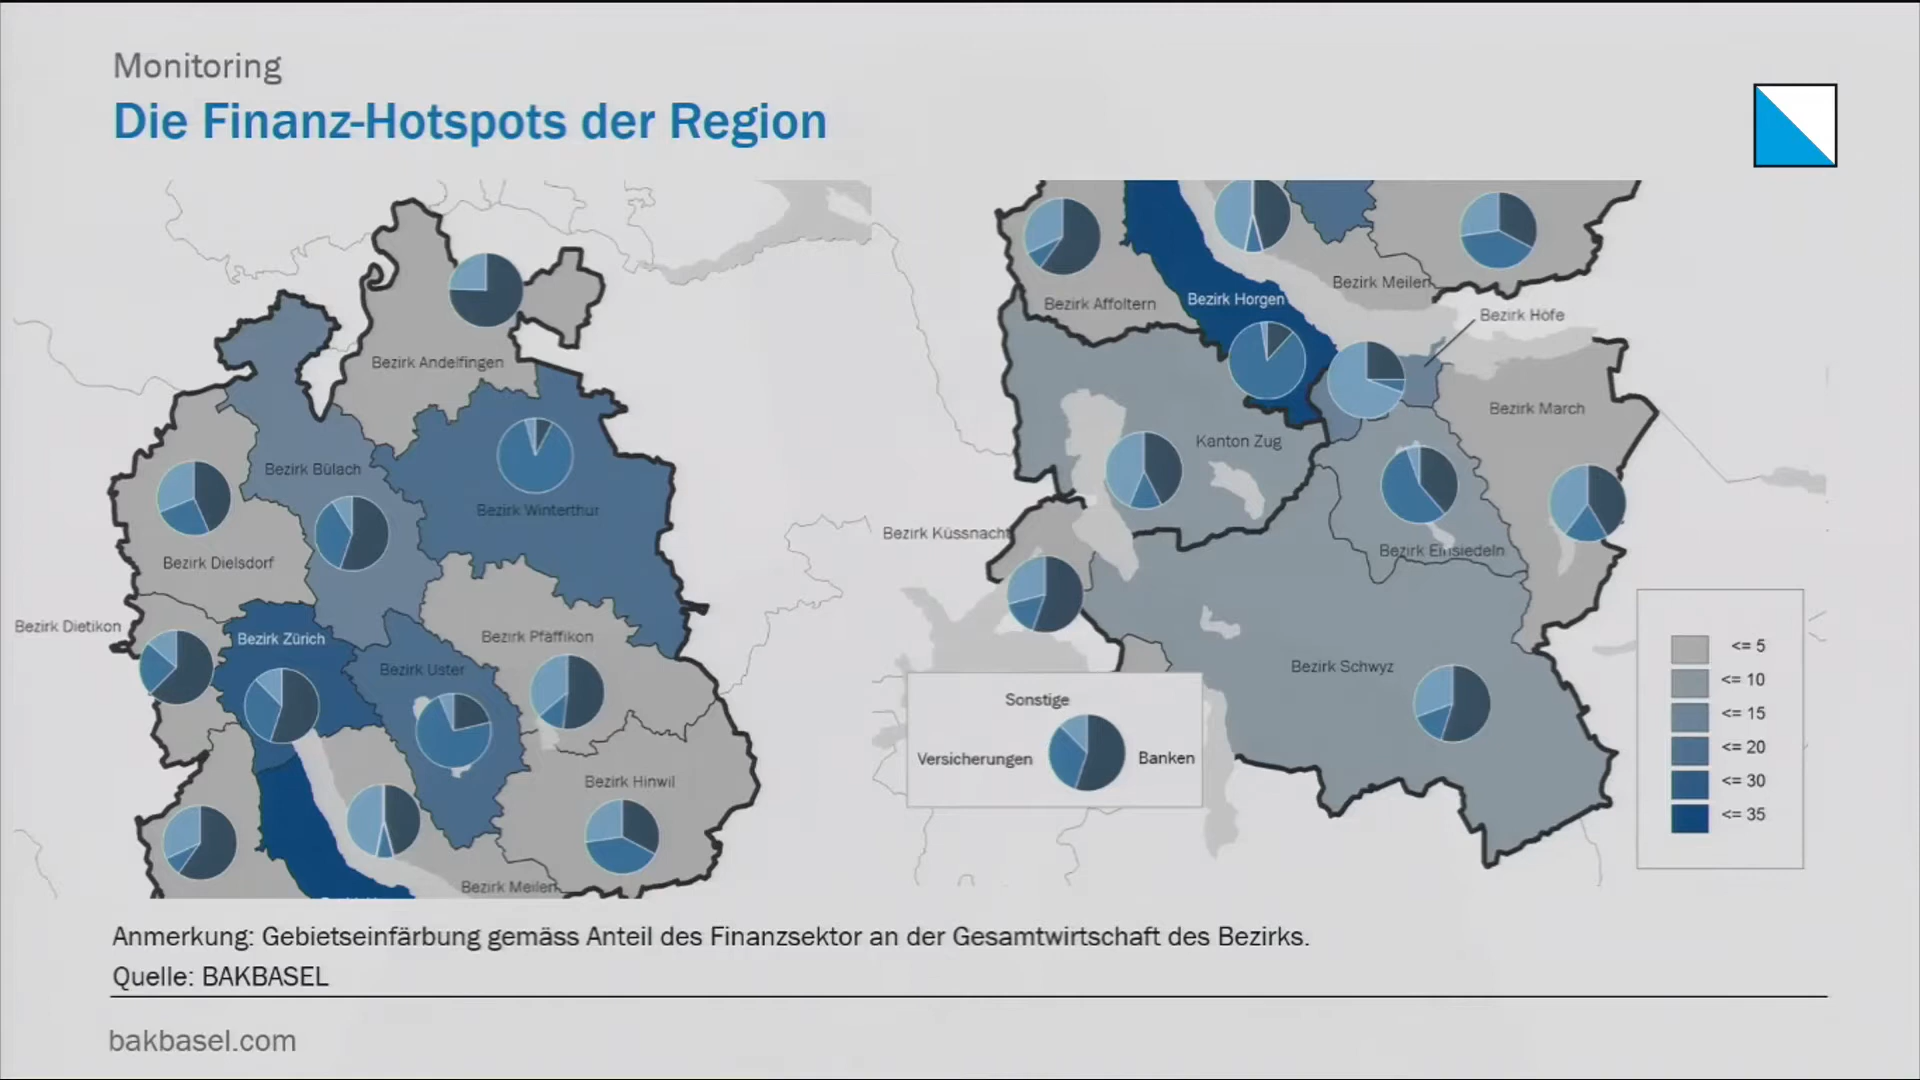 Monitoring
Die Finanz-Hotspots der Region
Bezirk Andelfingen
Bezirk Bülach
Bezirk Winterthur
Bezirk Dielsdorf
Bezirk Dietikon
Bezirk Zürich
Bezirk Pfäffikon
Bezirk Uster
Bezirk Hinwil
Bezirk Meilen
Bezirk Meilen
Bezirk Affoltern
Bezirk Horgen
Bezirk Höfe
Bezirk March
Kanton Zug
Bezirk Küssnacht
Bezirk Einsiedeln
Bezirk Schwyz
Sonstige
Versicherungen
Banken
<= 5
<= 10
<= 15
<= 20
<= 30
<= 35
Anmerkung: Gebietseinfärbung gemäss Anteil des Finanzsektor an der Gesamtwirtschaft des Bezirks.
Quelle: BAKBASEL
bakbasel.com